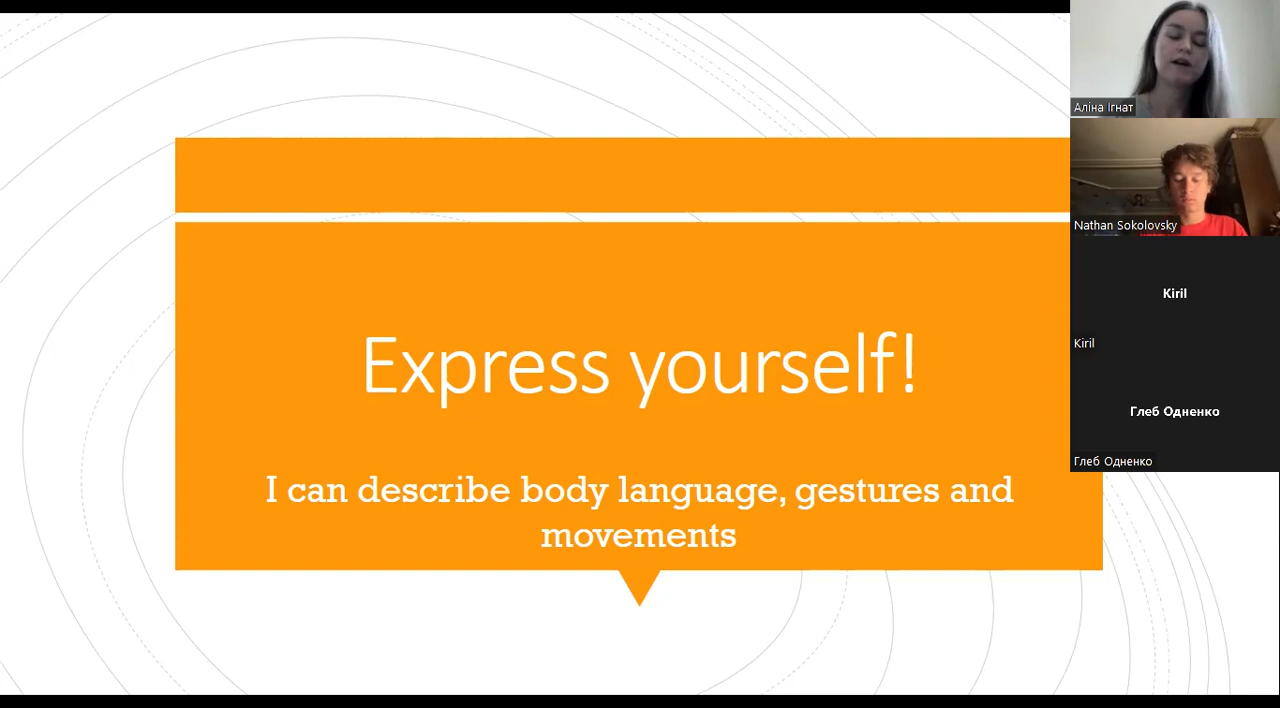 Express yourself!
I can describe body language, gestures and
movements
Аліна Ігнат
Nathan Sokolovsky
Kiril
Kiril
Глеб Одненко
Глеб Одненко